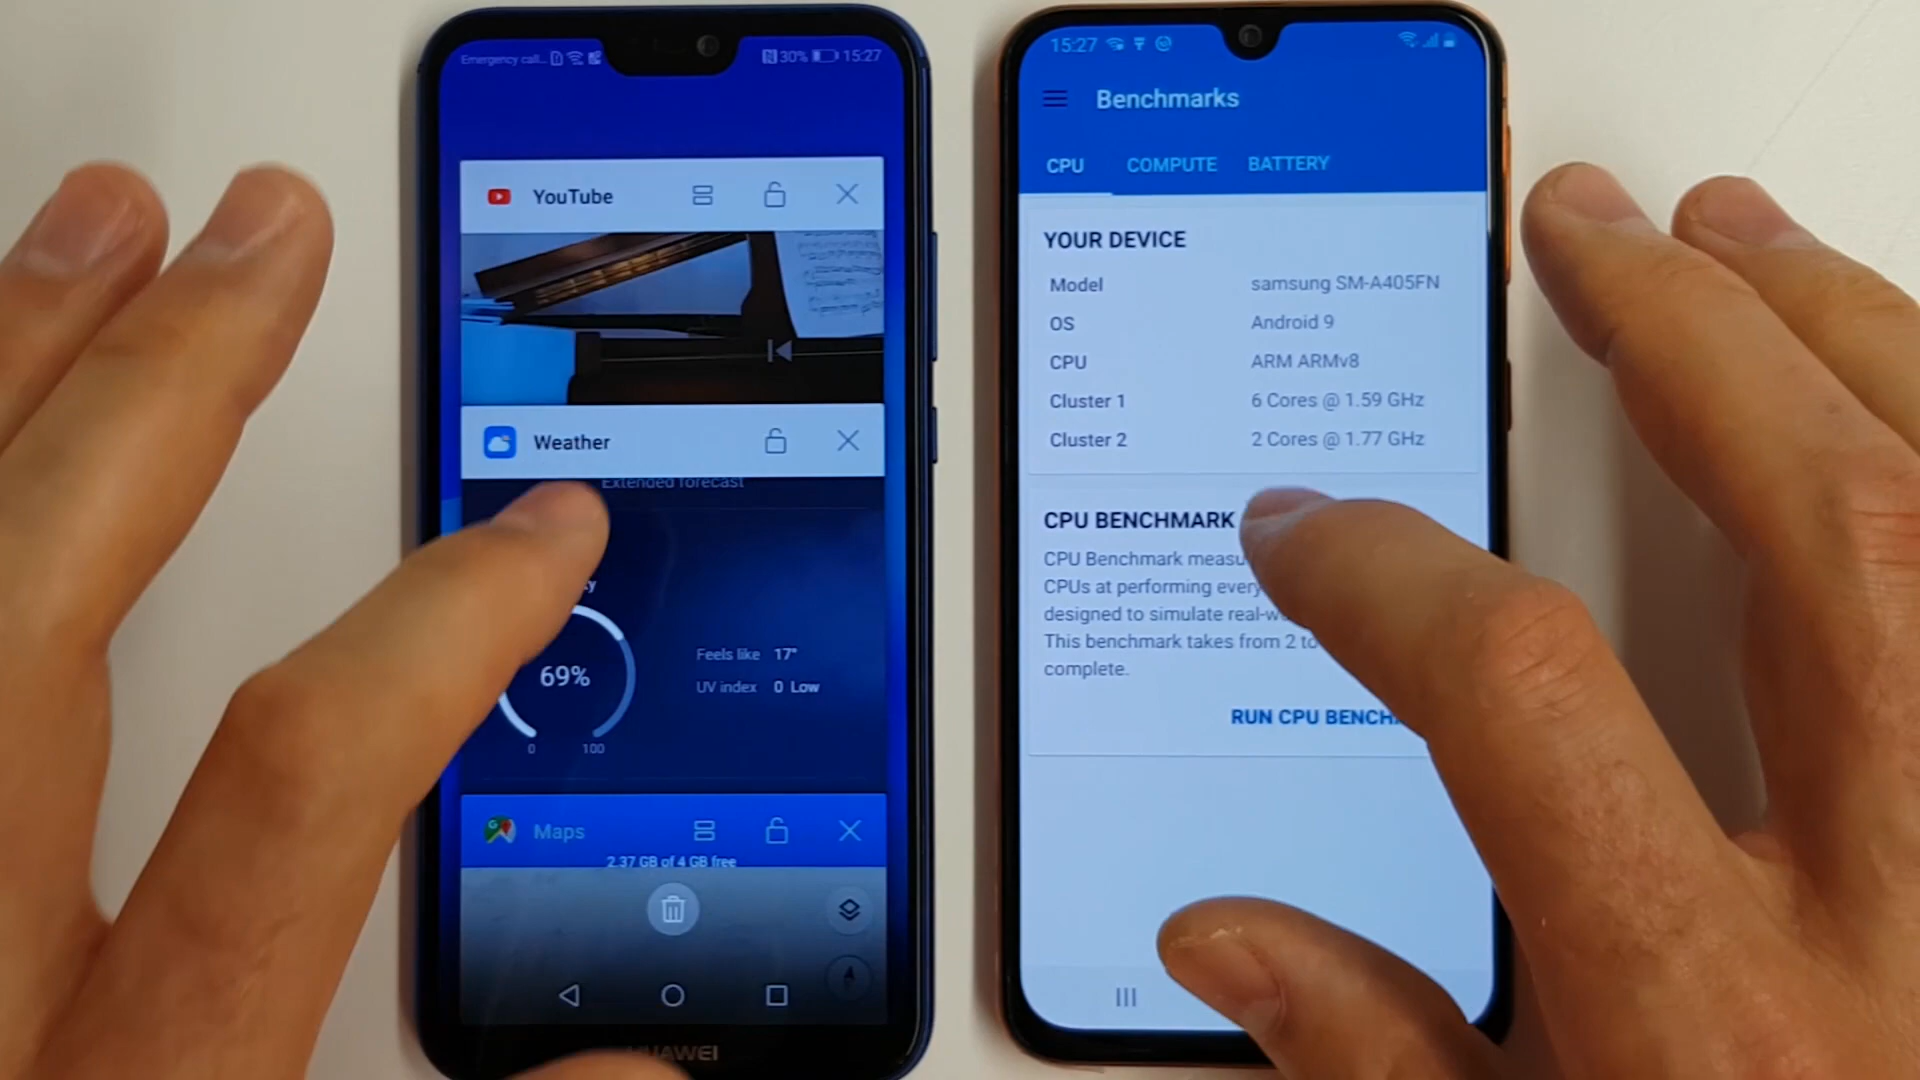 Emergency call...
30%
15:27
YouTube
Weather
Extended forecast
69%
0
100
Feels like 17°
UV index 0 Low
Maps
2.37 GB of 4 GB free
HUAWEI
15:27
Benchmarks
CPU
COMPUTE
BATTERY
YOUR DEVICE
Model samsung SM-A405FN
OS Android 9
CPU ARM ARMv8
Cluster 1 6 Cores @ 1.59 GHz
Cluster 2 2 Cores @ 1.77 GHz
CPU BENCHMARK
CPU Benchmark measu
CPUs at performing every
designed to simulate real-w
This benchmark takes from 2 to
complete.
RUN CPU BENCH